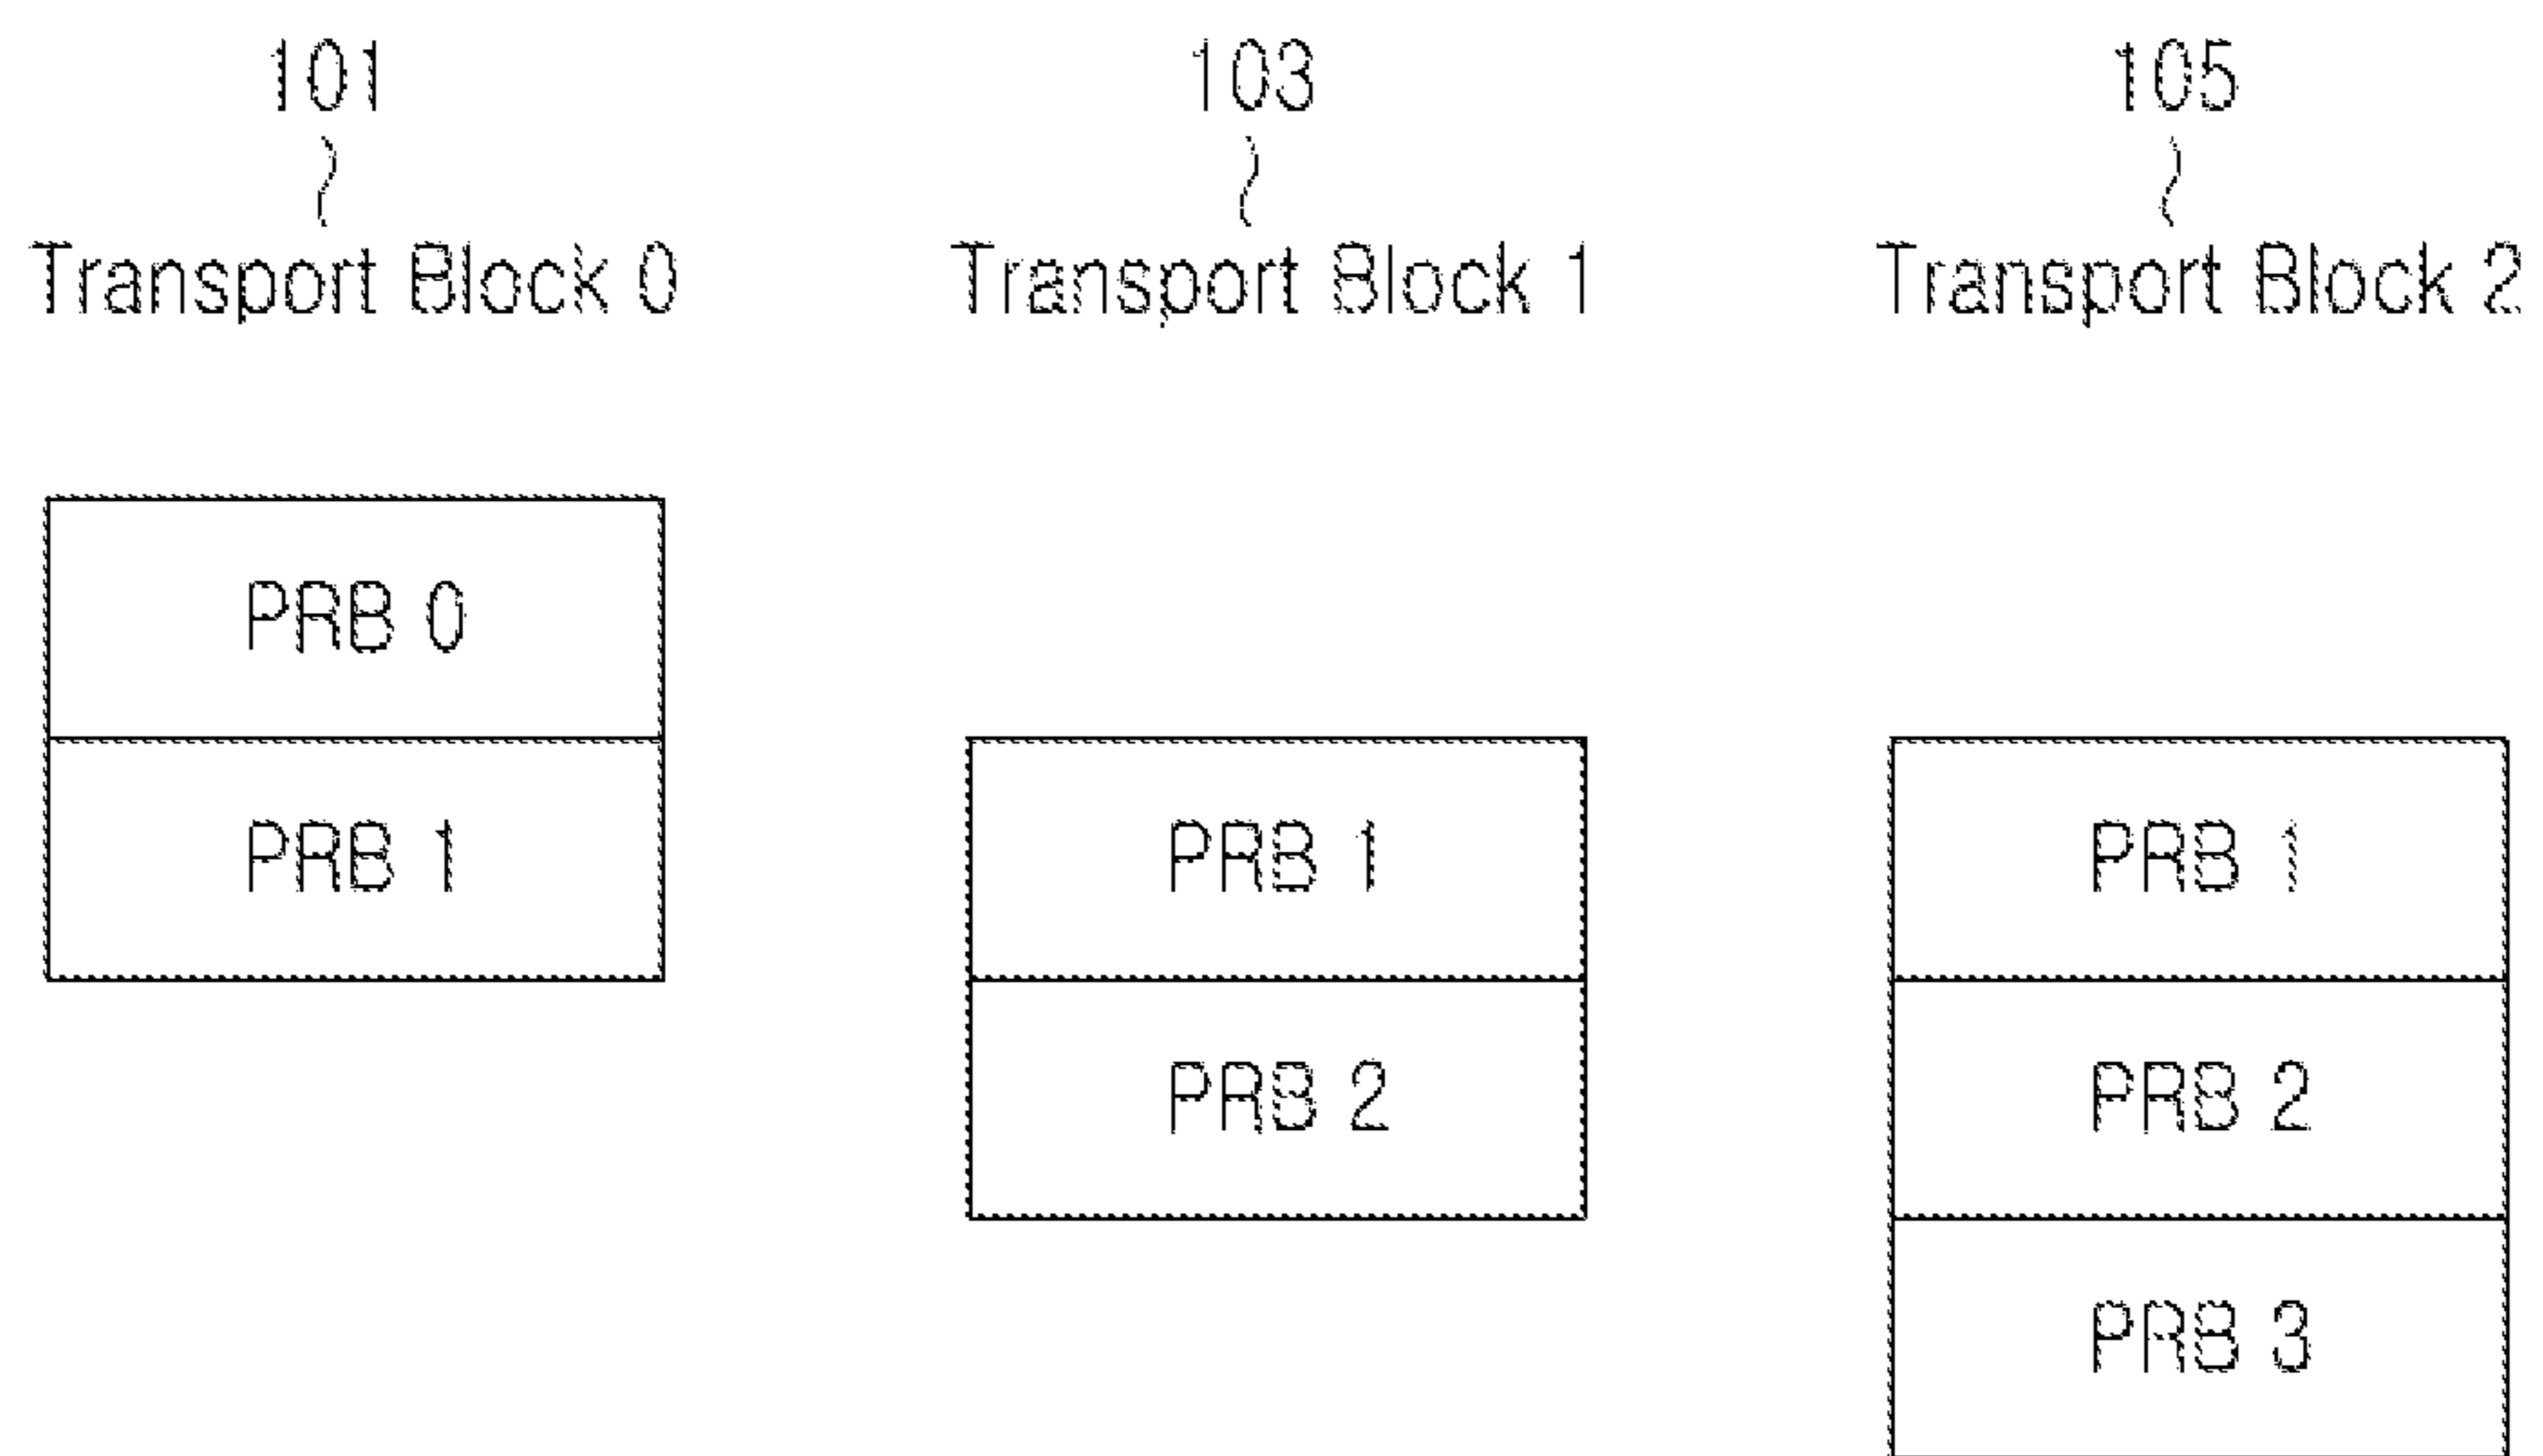 101 103 105
Transport Block 0 Transport Block 1 Transport Block 2
PRB 0
PRB 1 PRB 1 PRB 1
PRB 2 PRB 2
PRB 3